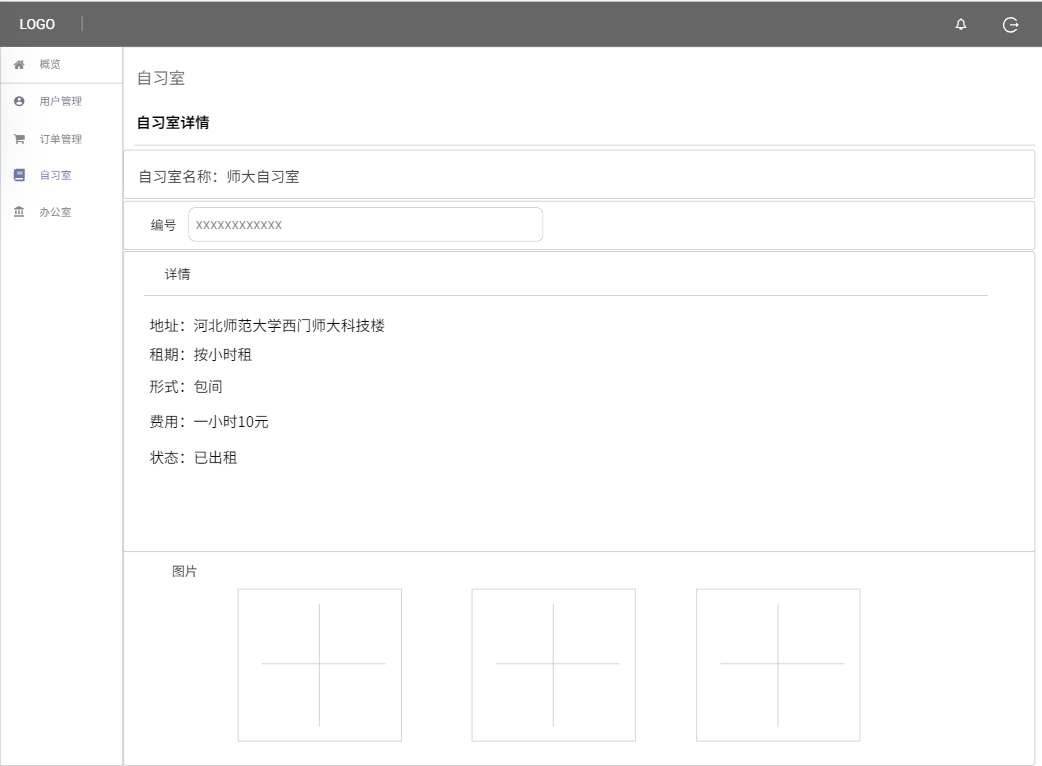 LOGO
概览
用户管理
订单管理
自习室
办公室
自习室
自习室详情
自习室名称：师大自习室
编号 xxxxxxxxxxxx
详情
地址：河北师范大学西门师大科技楼
租期：按小时租
形式：包间
费用：一小时10元
状态：已出租
图片